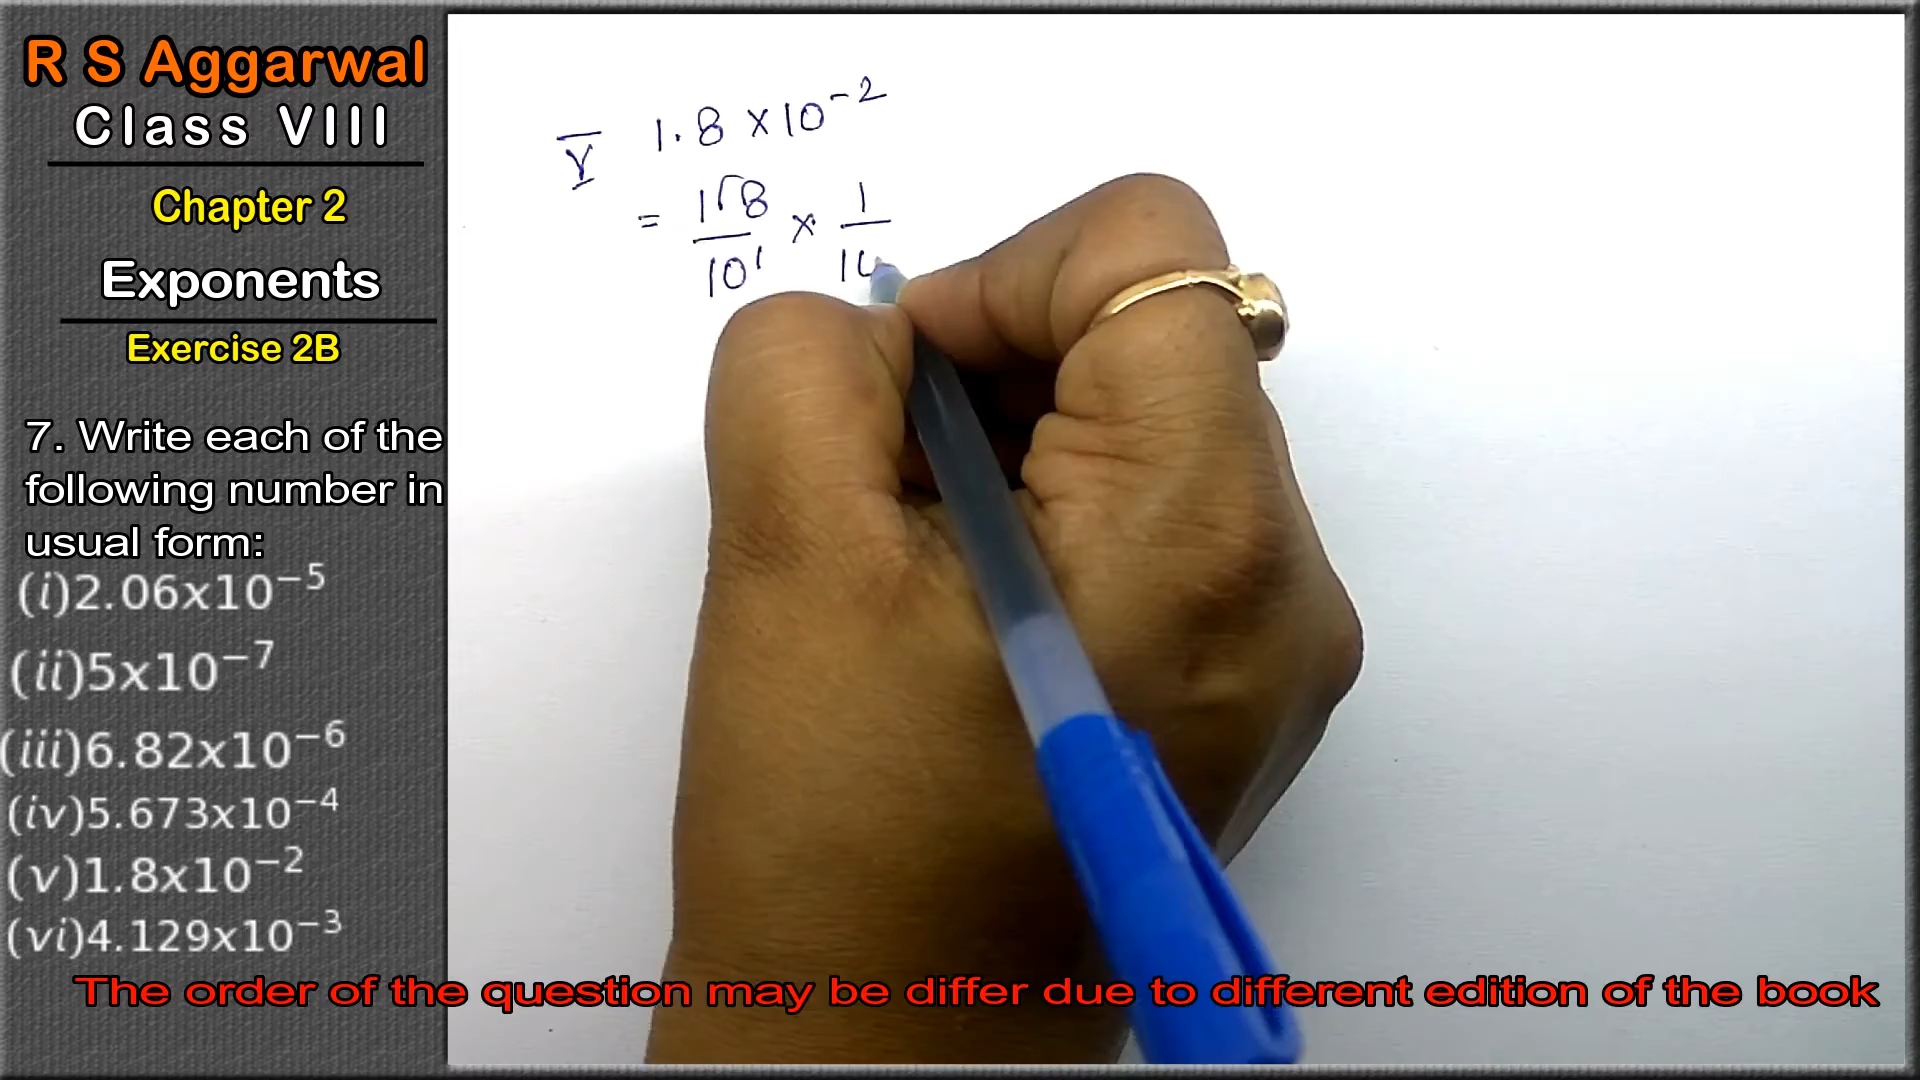 R S Aggarwal
Class VIII
Chapter 2
Exponents
Exercise 2B
7. Write each of the
following number in
usual form:
(i)2.06x10⁻⁵
(ii)5x10⁻⁷
(iii)6.82x10⁻⁶
(iv)5.673x10⁻⁴
(v)1.8x10⁻²
(vi)4.129x10⁻³
V 1.8 × 10⁻²
= 18/10¹ × 1/10
The order of the question may be differ due to different edition of the book